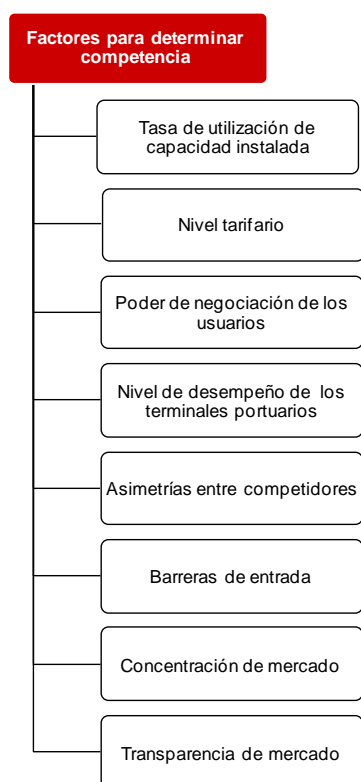 Factores para determinar
competencia
Tasa de utilización de
capacidad instalada
Nivel tarifario
Poder de negociación de los
usuarios
Nivel de desempeño de los
terminales portuarios
Asimetrías entre competidores
Barreras de entrada
Concentración de mercado
Transparencia de mercado